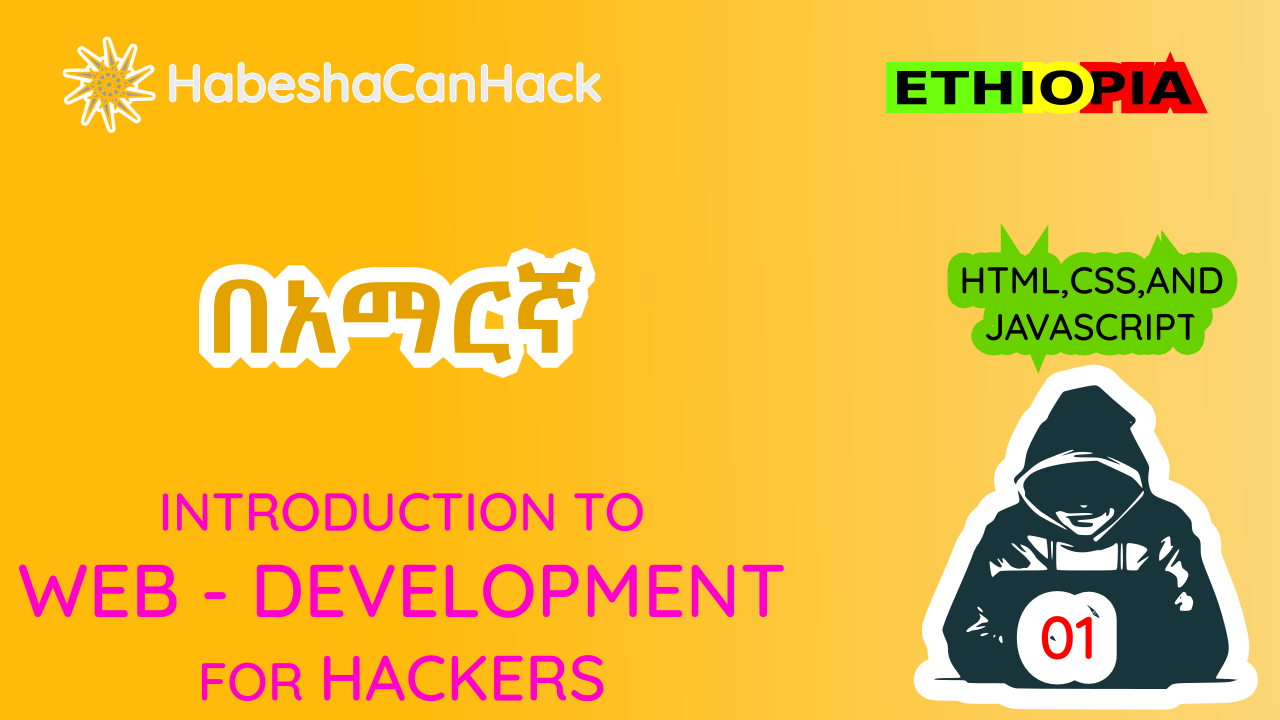 HabeshaCanHack
ETHIOPIA
በአማርኛ
HTML,CSS,AND
JAVASCRIPT
INTRODUCTION TO
WEB - DEVELOPMENT
FOR HACKERS
01